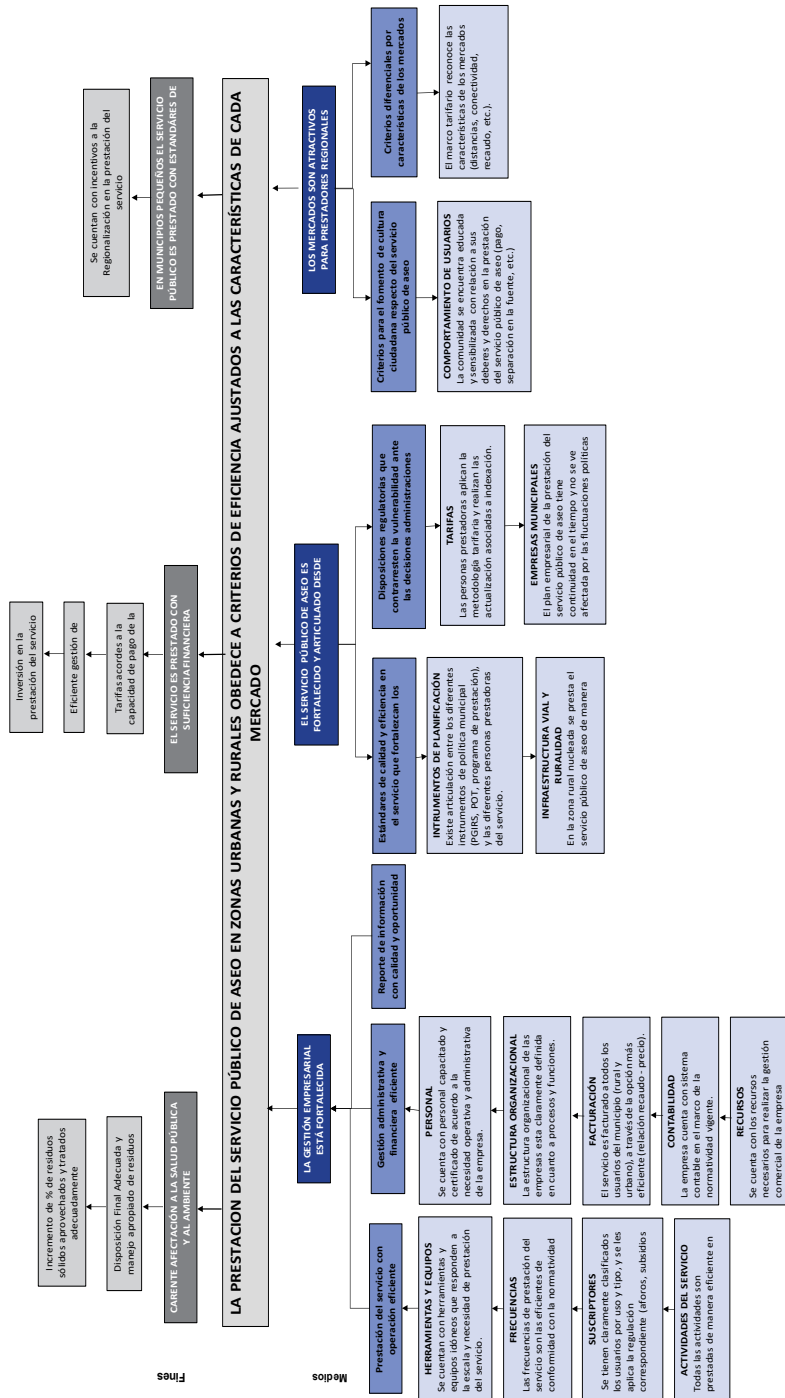 Fines
Incremento de % de residuos
sólidos aprovechados y tratados
adecuadamente
Disposición Final Adecuada y
manejo apropiado de residuos
CARENTE AFECTACIÓN A LA SALUD PÚBLICA
Y AL AMBIENTE
Inversión en la
prestación del servicio
Eficiente gestión de
Tarifas acordes a la
capacidad de pago de la
EL SERVICIO ES PRESTADO CON
SUFICIENCIA FINANCIERA
Se cuentan con incentivos a la
Regionalización en la prestación del
servicio
EN MUNICIPIOS PEQUEÑOS EL SERVICIO
PÚBLICO ES PRESTADO CON ESTANDÁRES DE
LA PRESTACION DEL SERVICIO PÚBLICO DE ASEO EN ZONAS URBANAS Y RURALES OBEDECE A CRITERIOS DE EFICIENCIA AJUSTADOS A LAS CARACTERÍSTICAS DE CADA
MERCADO
Medios
LA GESTIÓN EMPRESARIAL
ESTÁ FORTALECIDA
Prestación del servicio con
operación eficiente
HERRAMIENTAS Y EQUIPOS
Se cuentan con herramientas y
equipos idóneos que responden a
la escala y necesidad de prestación
del servicio.
FRECUENCIAS
Las frecuencias de prestación del
servicio son las eficientes de
conformidad con la normatividad
SUSCRIPTORES
Se tienen claramente clasificados
los usuarios por uso y tipo, y se les
aplica la regulación
correspondiente (aforos, subsidios
ACTIVIDADES DEL SERVICIO
Todas las actividades son
prestadas de manera eficiente en
Gestión administrativa y
financiera eficiente
PERSONAL
Se cuenta con personal capacitado y
certificado de acuerdo a la
necesidad operativa y administrativa
de la empresa.
ESTRUCTURA ORGANIZACIONAL
La estructura organizacional de las
empresas esta claramente definida
en cuanto a procesos y funciones.
FACTURACIÓN
El servicio es facturado a todos los
usuarios del municipio (rural y
urbano), a través de la opción más
eficiente (relación recaudo - precio).
CONTABILIDAD
La empresa cuenta con sistema
contable en el marco de la
normatividad vigente.
RECURSOS
Se cuenta con los recursos
necesarios para realizar la gestión
comercial de la empresa
Reporte de información
con calidad y oportunidad
EL SERVICIO PÚBLICO DE ASEO ES
FORTALECIDO Y ARTICULADO DESDE
Estándares de calidad y eficiencia en
el servicio que fortalezcan los
INTRUMENTOS DE PLANIFICACIÓN
Existe articulación entre los diferentes
instrumentos de política municipal
(PGIRS, POT, programa de prestación),
y las diferentes personas prestadoras
del servicio.
INFRAESTRUCTURA VIAL Y
RURALIDAD
En la zona rural nucleada se presta el
servicio público de aseo de manera
Disposiciones regulatorias que
contrarresten la vulnerabilidad ante
las decisiones administraciones
TARIFAS
Las personas prestadoras aplican la
metodología tarifaria y realizan las
actualización asociadas a indexación.
EMPRESAS MUNICIPALES
El plan empresarial de la prestación del
servicio público de aseo tiene
continuidad en el tiempo y no se ve
afectada por las fluctuaciones políticas
LOS MERCADOS SON ATRACTIVOS
PARA PRESTADORES REGIONALES
Criterios para el fomento de cultura
ciudadana respecto del servicio
público de aseo
COMPORTAMIENTO DE USUARIOS
La comunidad se encuentra educada
y sensibilizada con relación a sus
deberes y derechos en la prestación
del servicio público de aseo (pago,
separación en la fuente, etc.)
Criterios diferenciales por
características de los mercados
El marco tarifario reconoce las
características de los mercados
(distancias, conectividad,
recaudo, etc.).